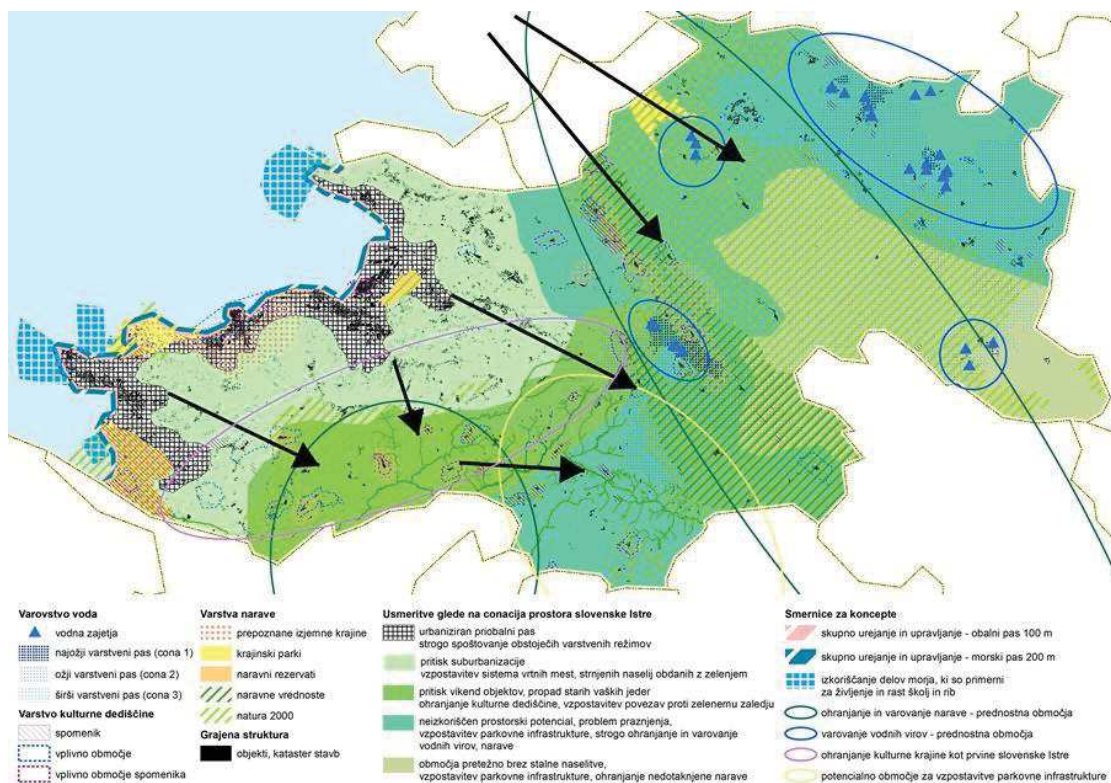 Varovstvo voda
vodna zajetja
najožji varstveni pas (cona 1)
ožji varstveni pas (cona 2)
širši varstveni pas (cona 3)
Varstvo kulturne dediščine
spomenik
vplivno območje
vplivno območje spomenika
Varstva narave
prepoznane izjemne krajine
krajinski parki
naravni rezervati
naravne vrednoste
natura 2000
Grajena struktura
objekti, kataster stavb
Usmeritve glede na conacija prostora slovenske Istre
urbaniziran priobalni pas
strogo spoštovanje obstoječih varstvenih režimov
pritisk suburbanizacije
vzpostavitev sistema vrtnih mest, strnjenih naselij obdanih z zelenjem
pritisk vikend objektov, propad starih vaških jeder
ohranjanje kulturne dediščine, vzpostavitev povezav proti zelenemu zaledju
neizkoriščen prostorski potencial, problem praznjenja,
vzpostavitev parkovne infrastrukture, strogo ohranjanje in varovanje
vodnih virov, narave
območja pretežno brez stalne naselitve,
vzpostavitev parkovne infrastrukture, ohranjanje nedotaknjene narave
Smernice za koncepte
skupno urejanje in upravljanje - obalni pas 100 m
skupno urejanje in upravljanje - morski pas 200 m
izkoriščanje delov morja, ki so primerni
za življenje in rast školj in rib
ohranjanje in varovanje narave - prednostna območja
varovanje vodnih virov - prednostna območja
ohranjanje kulturne krajine kot prvine slovenske Istre
potencialno območje za vzpostavitev parkovne infrastrukture